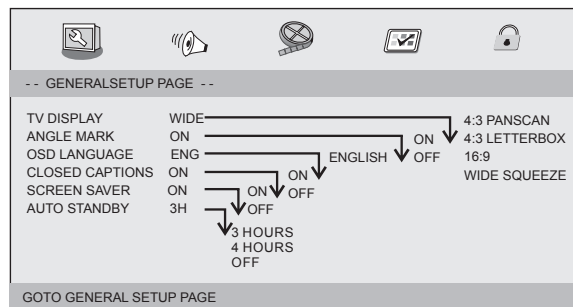 - - GENERALSETUP PAGE - -
TV DISPLAY WIDE 4:3 PANSCAN
ANGLE MARK ON ON 4:3 LETTERBOX
OSD LANGUAGE ENG ENGLISH OFF 16:9
CLOSED CAPTIONS ON ON WIDE SQUEEZE
SCREEN SAVER ON ON OFF
AUTO STANDBY 3H OFF
3 HOURS
4 HOURS
OFF
GOTO GENERAL SETUP PAGE